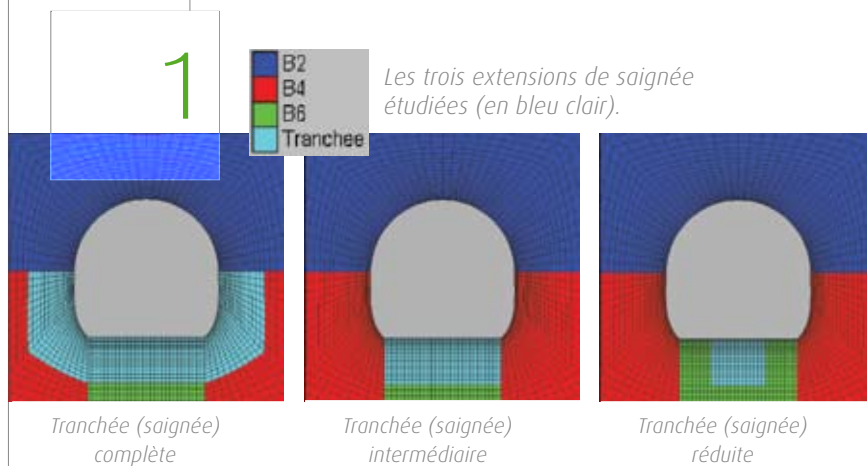 1
B2
B4
B6
Tranchee
Les trois extensions de saignée
étudiées (en bleu clair).
Tranchée (saignée)
complète
Tranchée (saignée)
intermédiaire
Tranchée (saignée)
réduite